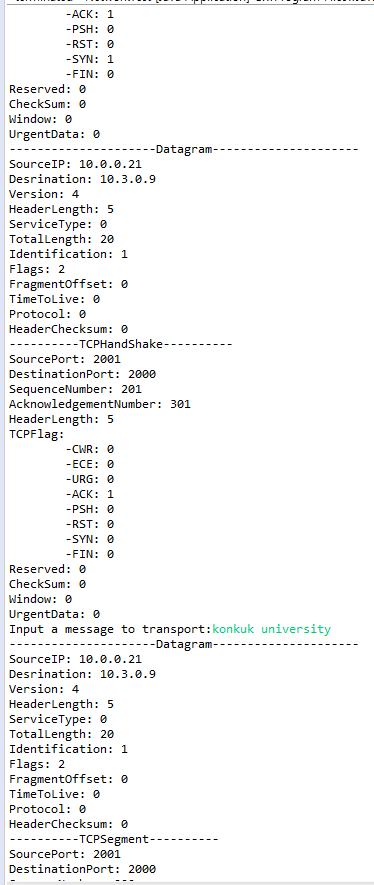 -ACK: 1
-PSH: 0
-RST: 0
-SYN: 1
-FIN: 0
Reserved: 0
CheckSum: 0
Window: 0
UrgentData: 0
---------------------Datagram---------------------
SourceIP: 10.0.0.21
Desrination: 10.3.0.9
Version: 4
HeaderLength: 5
ServiceType: 0
TotalLength: 20
Identification: 1
Flags: 2
FragmentOffset: 0
TimeToLive: 0
Protocol: 0
HeaderChecksum: 0
----------TCPHandShake----------
SourcePort: 2001
DestinationPort: 2000
SequenceNumber: 201
AcknowledgementNumber: 301
HeaderLength: 5
TCPFlag:
-CWR: 0
-ECE: 0
-URG: 0
-ACK: 1
-PSH: 0
-RST: 0
-SYN: 0
-FIN: 0
Reserved: 0
CheckSum: 0
Window: 0
UrgentData: 0
Input a message to transport:konkuk university
---------------------Datagram---------------------
SourceIP: 10.0.0.21
Desrination: 10.3.0.9
Version: 4
HeaderLength: 5
ServiceType: 0
TotalLength: 20
Identification: 1
Flags: 2
FragmentOffset: 0
TimeToLive: 0
Protocol: 0
HeaderChecksum: 0
----------TCPSegment----------
SourcePort: 2001
DestinationPort: 2000